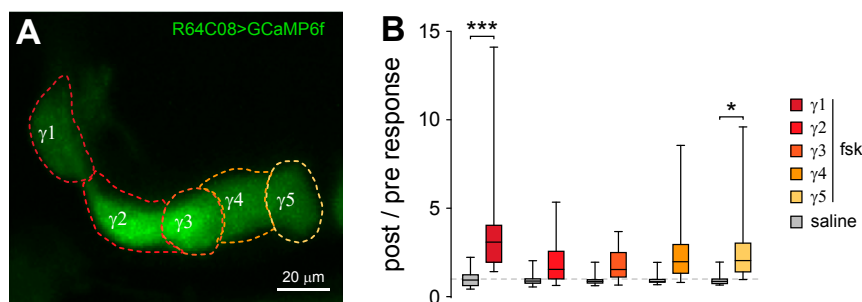 A
R64C08>GCaMP6f
γ1
γ2
γ3
γ4
γ5
20 μm
B
post / pre response
15
10
5
0
***
*
γ1
γ2
γ3
γ4
γ5
fsk
saline